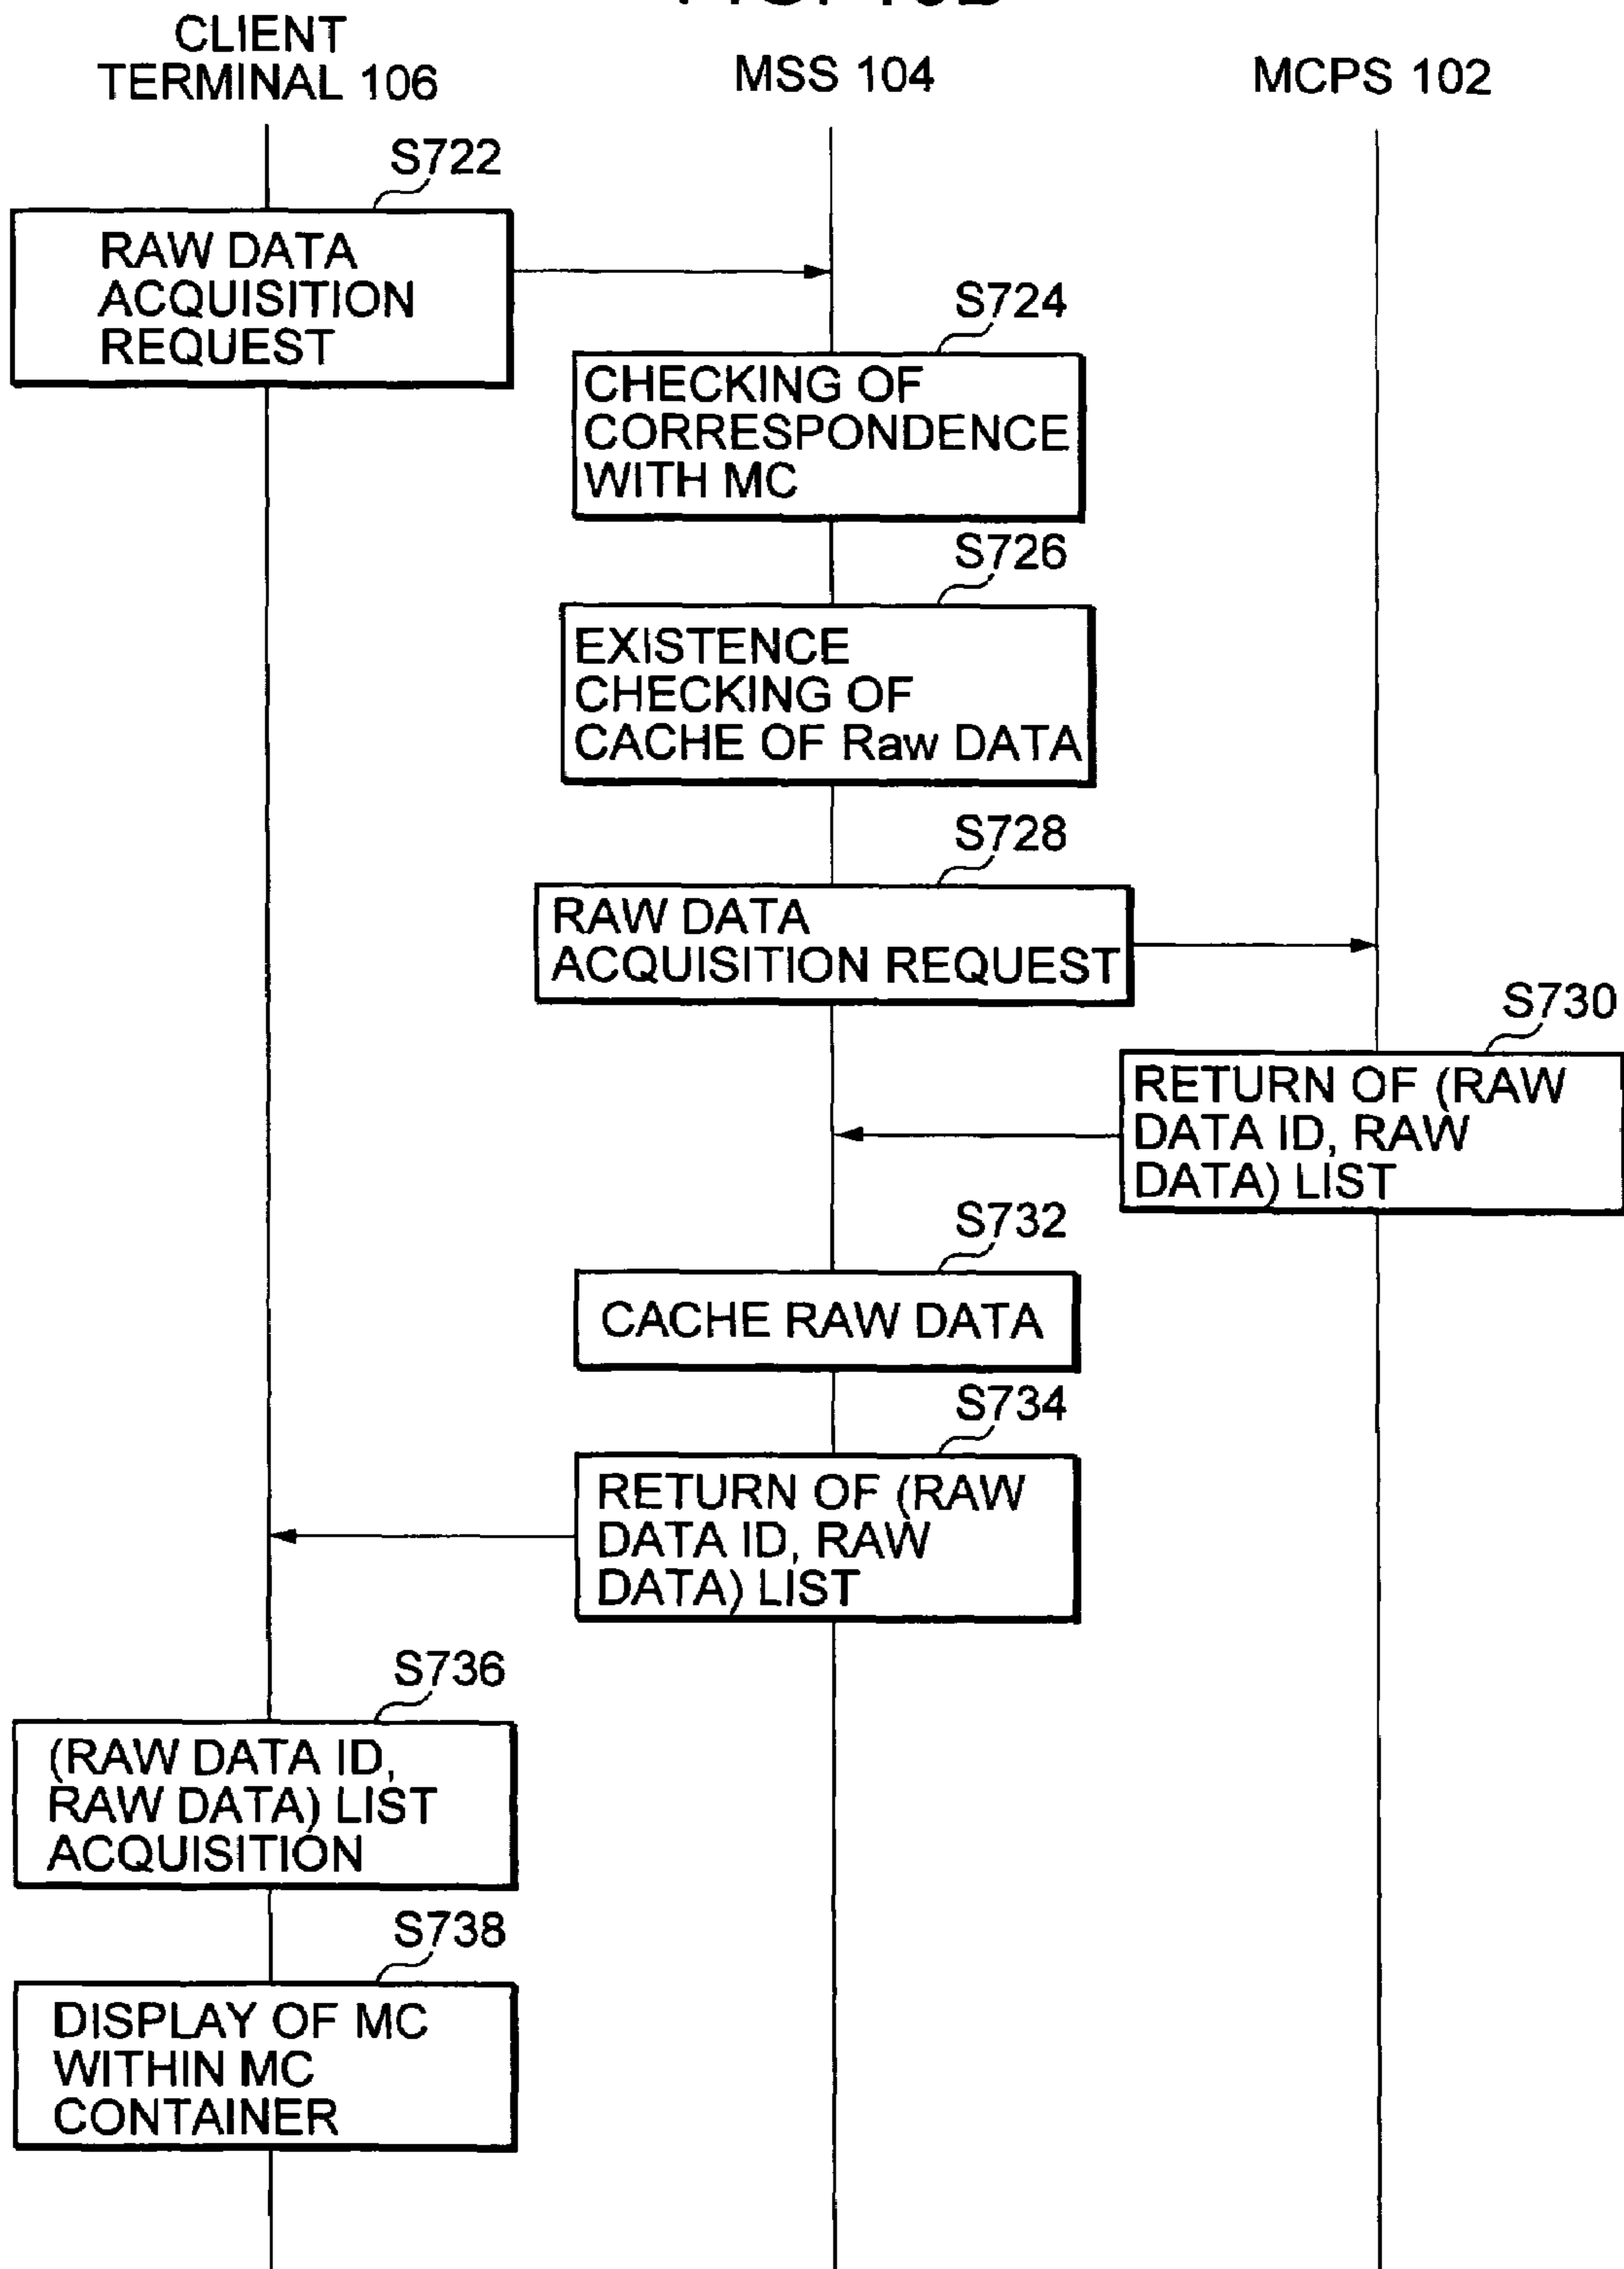 CLIENT
TERMINAL 106
MSS 104
MCPS 102
S722
RAW DATA
ACQUISITION
REQUEST
S724
CHECKING OF
CORRESPONDENCE
WITH MC
S726
EXISTENCE
CHECKING OF
CACHE OF Raw DATA
S728
RAW DATA
ACQUISITION REQUEST
S730
RETURN OF (RAW
DATA ID, RAW
DATA) LIST
S732
CACHE RAW DATA
S734
RETURN OF (RAW
DATA ID, RAW
DATA) LIST
S736
(RAW DATA ID,
RAW DATA) LIST
ACQUISITION
S738
DISPLAY OF MC
WITHIN MC
CONTAINER